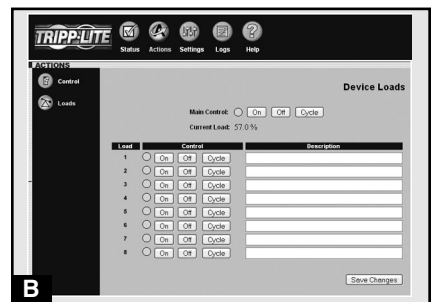 TRIPP·LITE
Status Actions Settings Logs Help
ACTIONS
Control
Loads
Device Loads
Main Control: On Off Cycle
Current Load: 57.0 %
Load Control Description
1 On Off Cycle
2 On Off Cycle
3 On Off Cycle
4 On Off Cycle
5 On Off Cycle
6 On Off Cycle
7 On Off Cycle
8 On Off Cycle
Save Changes
B